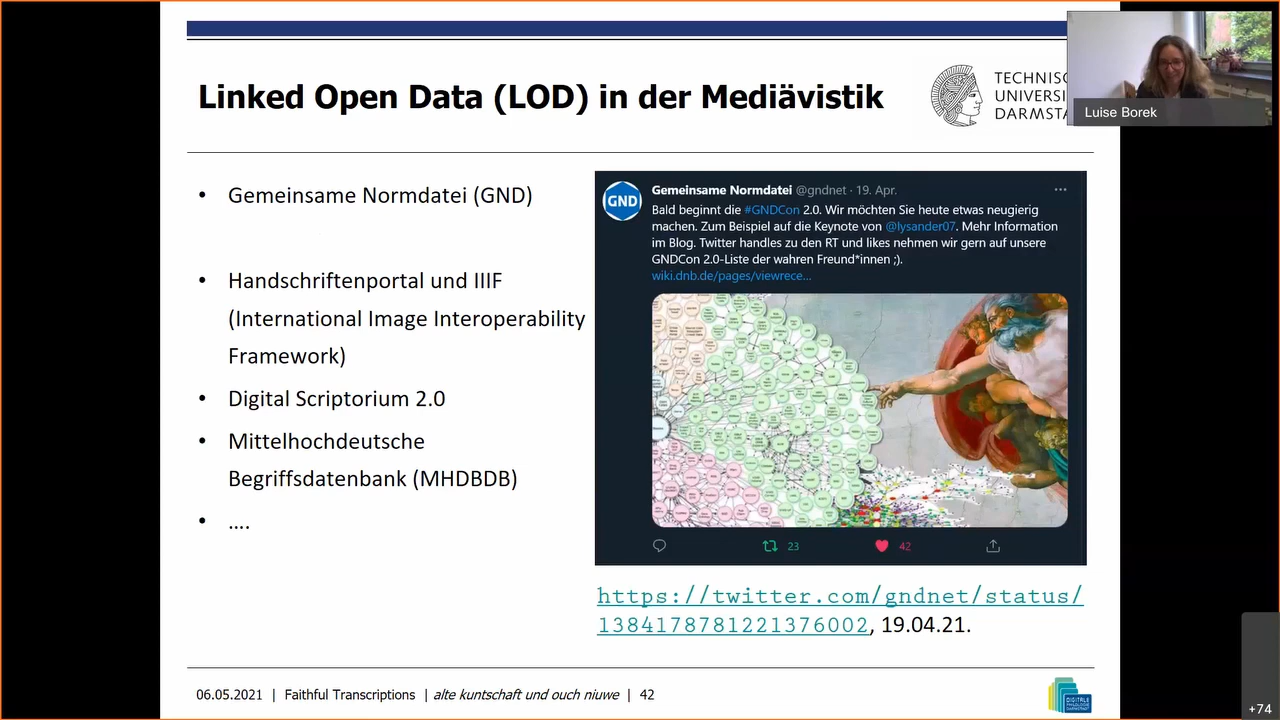 Linked Open Data (LOD) in der Mediävistik
TECHNISC
UNIVERSI
DARMSTA
Luise Borek
• Gemeinsame Normdatei (GND)
• Handschriftenportal und IIIF
(International Image Interoperability
Framework)
• Digital Scriptorium 2.0
• Mittelhochdeutsche
Begriffsdatenbank (MHDBDB)
• ....
GND
Gemeinsame Normdatei @gndnet · 19. Apr.
Bald beginnt die #GNDCon 2.0. Wir möchten Sie heute etwas neugierig
machen. Zum Beispiel auf die Keynote von @lysander07. Mehr Information
im Blog. Twitter handles zu den RT und likes nehmen wir gern auf unsere
GNDCon 2.0-Liste der wahren Freund*innen ;).
wiki.dnb.de/pages/viewrece...
23
42
https://twitter.com/gndnet/status/
1384178781221376002, 19.04.21.
06.05.2021 | Faithful Transcriptions | alte kuntschaft und ouch niuwe | 42
DIGITALE
PHILOLOGIE
DARMSTADT
+74